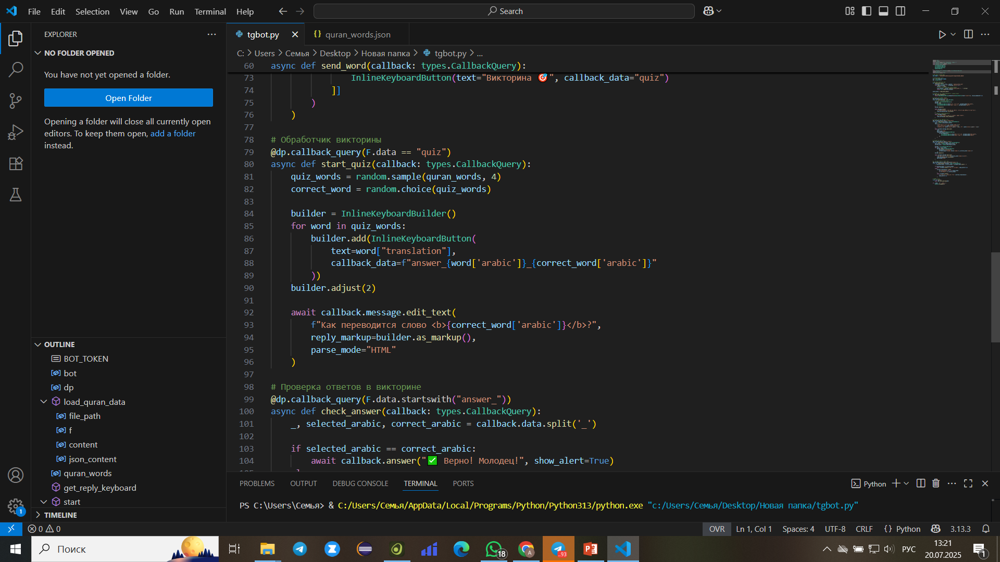 File Edit Selection View Go Run Terminal Help
Search
EXPLORER
NO FOLDER OPENED
You have not yet opened a folder.
Open Folder
Opening a folder will close all currently open
editors. To keep them open, add a folder
instead.
OUTLINE
BOT_TOKEN
bot
dp
load_quran_data
file_path
f
content
json_content
quran_words
get_reply_keyboard
start
TIMELINE
tgbot.py
{} quran_words.json
C: > Users > Семья > Desktop > Новая папка > tgbot.py > ...
60 async def send_word(callback: types.CallbackQuery):
73 InlineKeyboardButton(text="Викторина 🎯", callback_data="quiz")
74 ]]
75 )
76 )
77
78 # Обработчик викторины
79 @dp.callback_query(F.data == "quiz")
80 async def start_quiz(callback: types.CallbackQuery):
81 quiz_words = random.sample(quran_words, 4)
82 correct_word = random.choice(quiz_words)
83
84 builder = InlineKeyboardBuilder()
85 for word in quiz_words:
86 builder.add(InlineKeyboardButton(
87 text=word["translation"],
88 callback_data=f"answer_{word['arabic']}_{correct_word['arabic']}"
89 ))
90 builder.adjust(2)
91
92 await callback.message.edit_text(
93 f"Как переводится слово <b>{correct_word['arabic']}</b>?",
94 reply_markup=builder.as_markup(),
95 parse_mode="HTML"
96 )
97
98 # Проверка ответов в викторине
99 @dp.callback_query(F.data.startswith("answer_"))
100 async def check_answer(callback: types.CallbackQuery):
101 _, selected_arabic, correct_arabic = callback.data.split('_')
102
103 if selected_arabic == correct_arabic:
104 await callback.answer("✅ Верно! Молодец!", show_alert=True)
PROBLEMS OUTPUT DEBUG CONSOLE TERMINAL PORTS
Python
PS C:\Users\Семья> & C:/Users/Семья/AppData/Local/Programs/Python/Python313/python.exe "c:/Users/Семья/Desktop/Новая папка/tgbot.py"
1
0 0
OVR Ln 1, Col 1 Spaces: 4 UTF-8 CRLF {} Python 3.13.3
Поиск
18
A
..93
РУС
13:21
20.07.2025
1